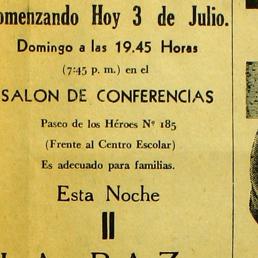 omenzando Hoy 3 de Julio.
Domingo a las 19.45 Horas
(7:45 p. m.) en el
SALON DE CONFERENCIAS
Paseo de los Héroes Nº 185
(Frente al Centro Escolar)
Es adecuado para familias.
Esta Noche
II